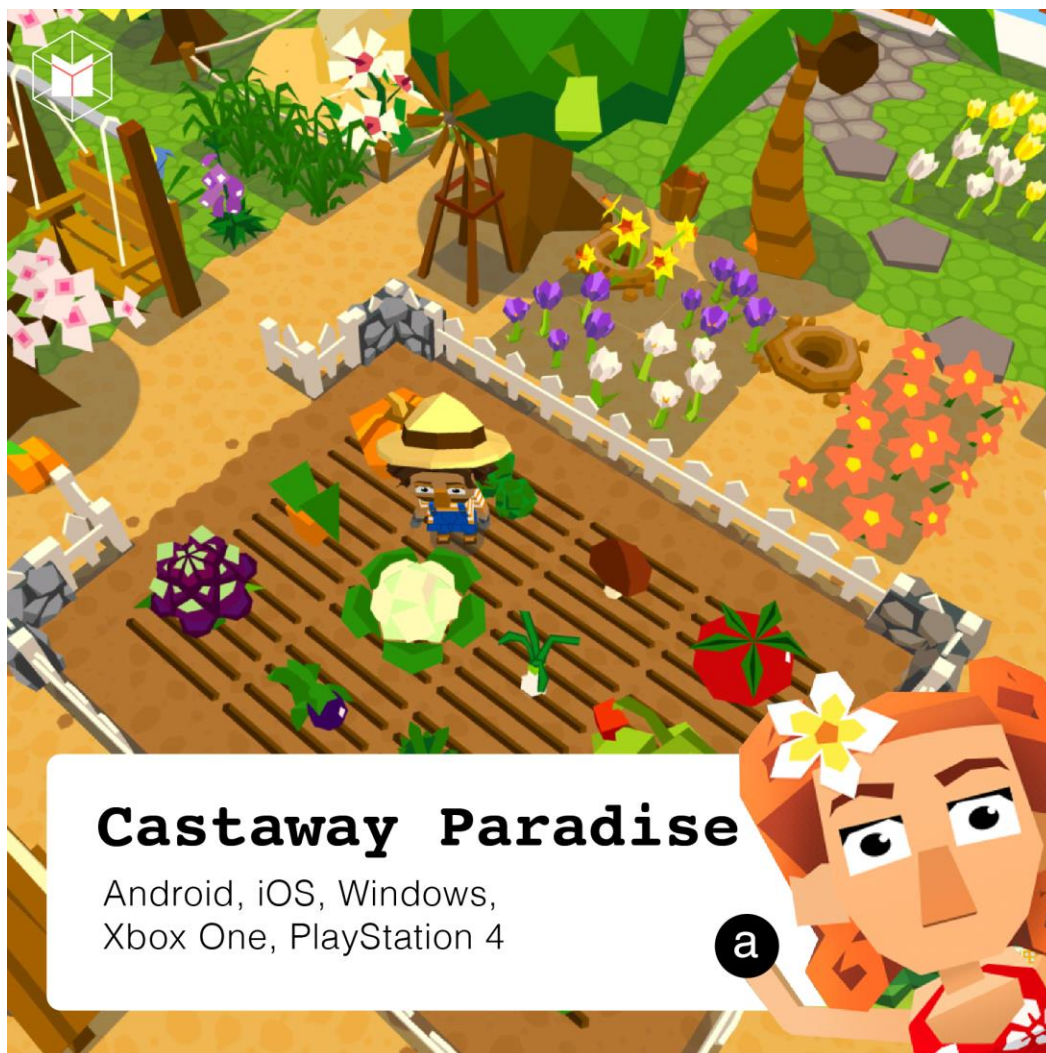 Castaway Paradise
Android, iOS, Windows,
Xbox One, PlayStation 4
a